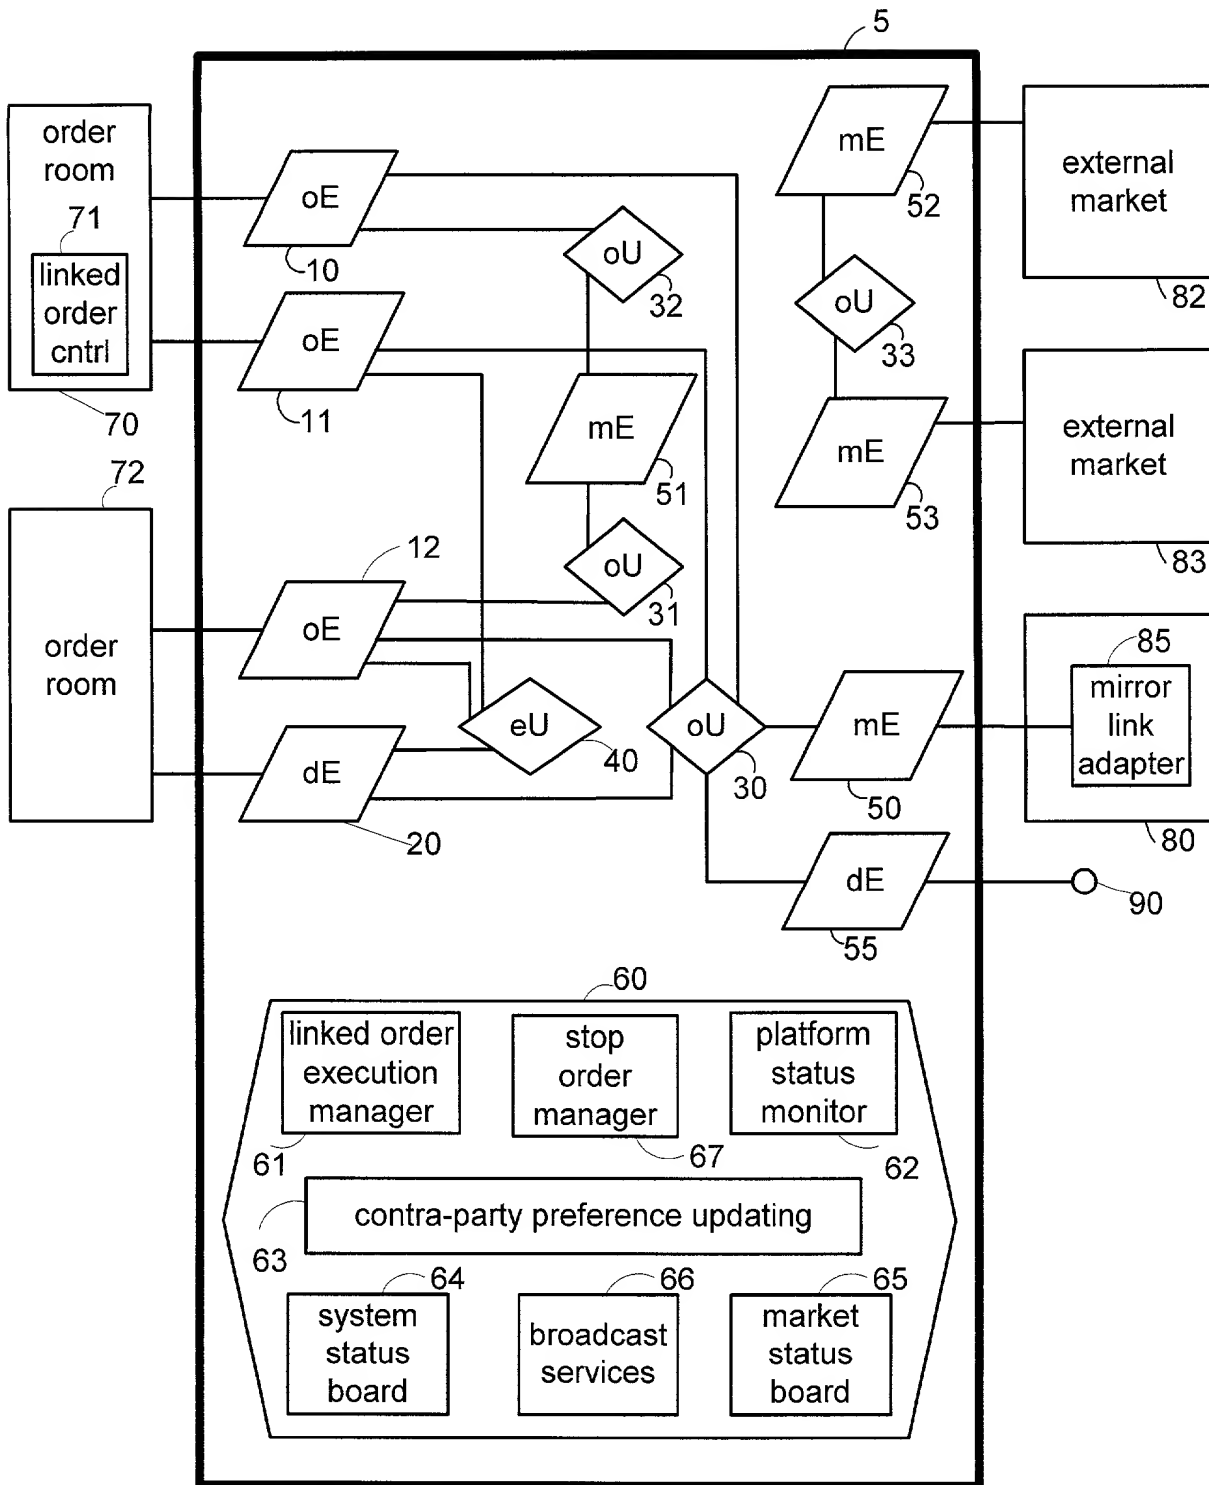 5
order
room
71
linked
order
cntrl
70
oE
10
oE
11
oU
32
mE
51
oU
31
mE
52
oU
33
mE
53
external
market
82
external
market
83
72
order
room
12
oE
dE
20
eU
40
oU
30
mE
50
85
mirror
link
adapter
80
dE
55
90
60
linked order
execution
manager
61
stop
order
manager
67
platform
status
monitor
62
contra-party preference updating
63
64
system
status
board
66
broadcast
services
65
market
status
board